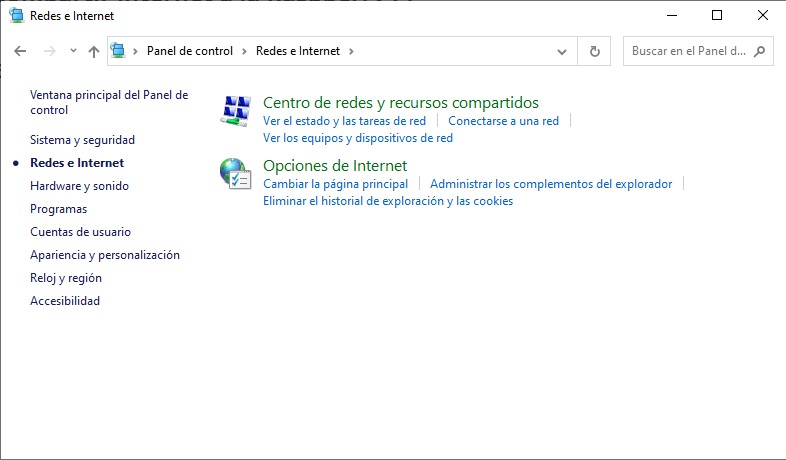 Redes e Internet
Panel de control
Redes e Internet
Buscar en el Panel d...
Ventana principal del Panel de
control
Sistema y seguridad
Redes e Internet
Hardware y sonido
Programas
Cuentas de usuario
Apariencia y personalización
Reloj y región
Accesibilidad
Centro de redes y recursos compartidos
Ver el estado y las tareas de red
Conectarse a una red
Ver los equipos y dispositivos de red
Opciones de Internet
Cambiar la página principal
Administrar los complementos del explorador
Eliminar el historial de exploración y las cookies